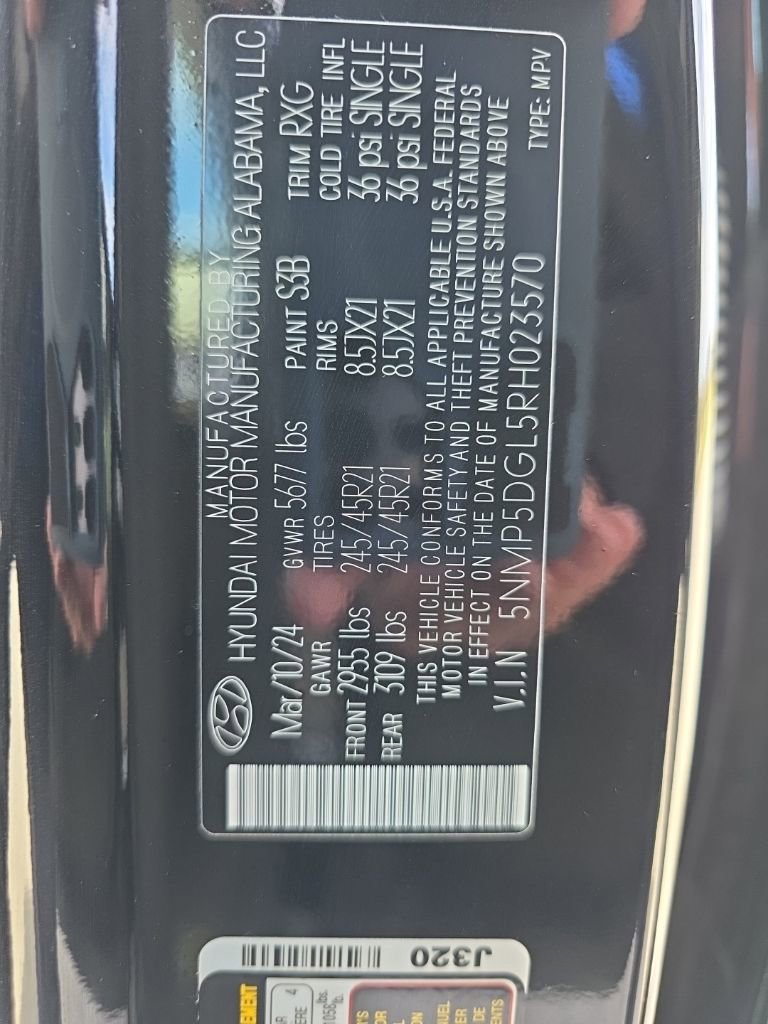 MANUFACTURED BY
HYUNDAI MOTOR MANUFACTURING ALABAMA, LLC
Mar/10/24 GVWR 5677 lbs PAINT S3B TRIM RXG
GAWR TIRES RIMS COLD TIRE INFL
FRONT 2955 lbs 245/45R21 8.5JX21 36 psi SINGLE
REAR 3109 lbs 245/45R21 8.5JX21 36 psi SINGLE
THIS VEHICLE CONFORMS TO ALL APPLICABLE U.S.A. FEDERAL
MOTOR VEHICLE SAFETY AND THEFT PREVENTION STANDARDS
IN EFFECT ON THE DATE OF MANUFACTURE SHOWN ABOVE
V.I.N 5NMP5DGL5RH023570
TYPE: MPV
J320
4
lbs.